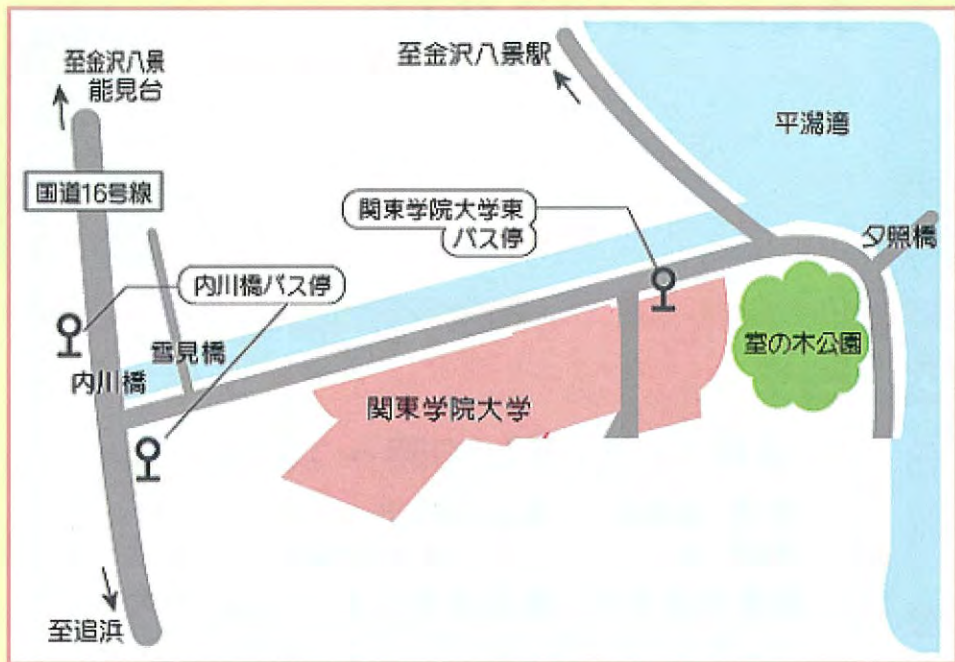 至金沢八景
能見台
至金沢八景駅
平潟湾
国道16号線
関東学院大学東
バス停
夕照橋
内川橋バス停
雪見橋
内川橋
室の木公園
関東学院大学
至追浜